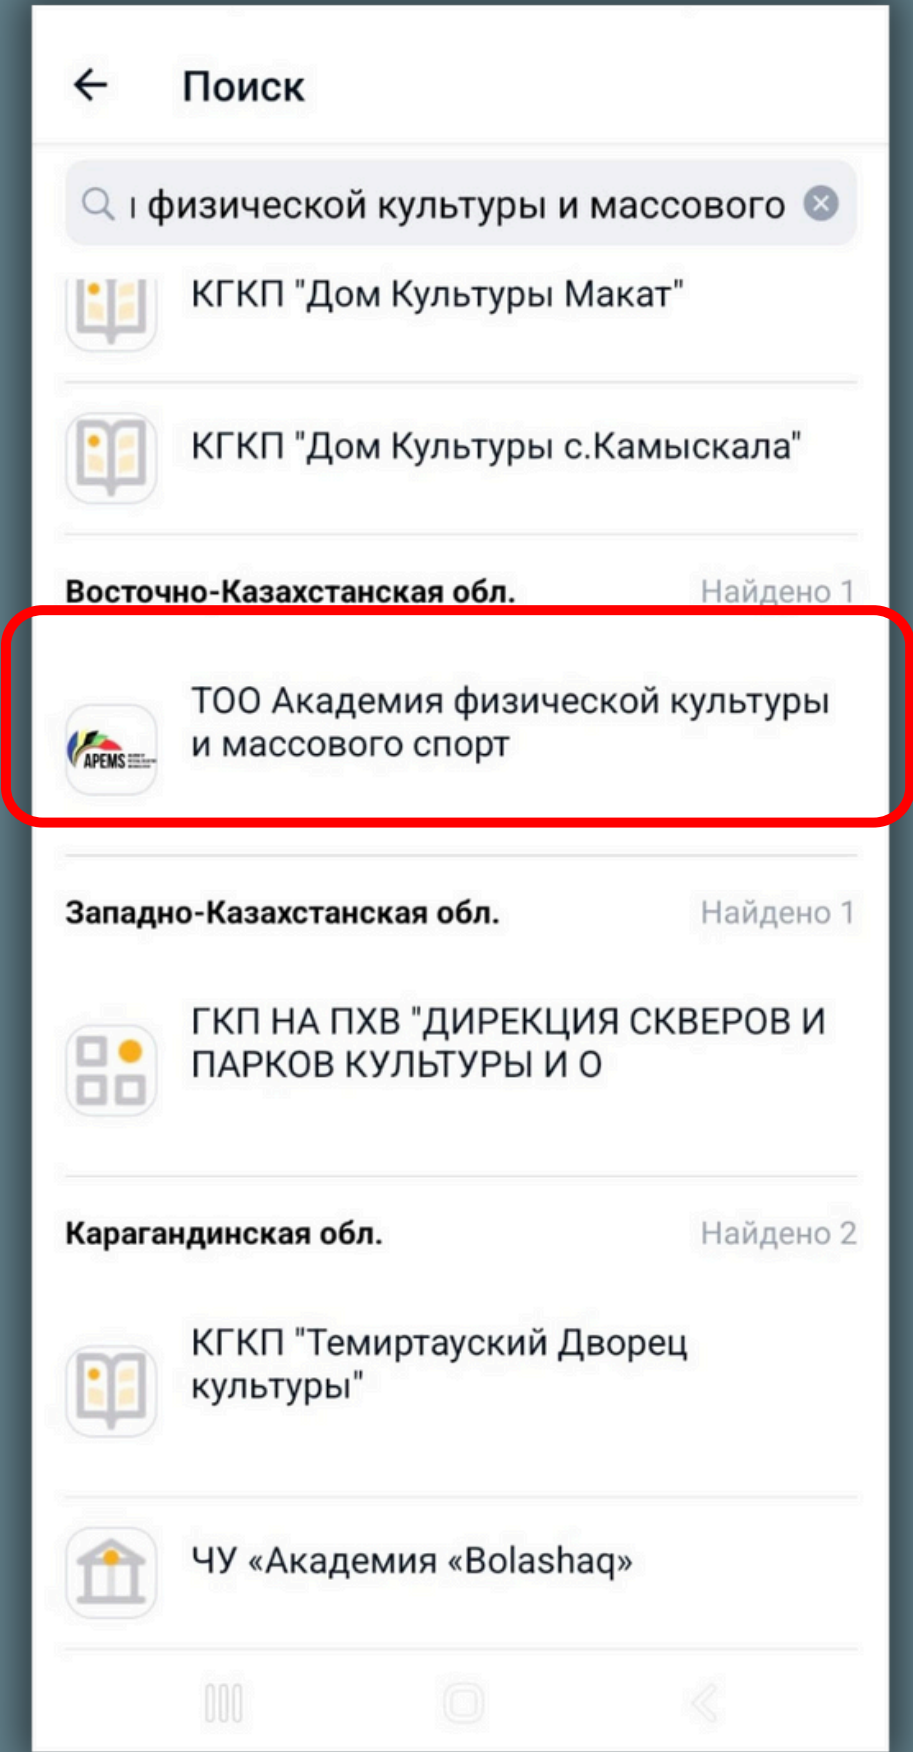 Поиск
физической культуры и массового
КГКП "Дом Культуры Макат"
КГКП "Дом Культуры с.Камыскала"
Восточно-Казахстанская обл. Найдено 1
ТОО Академия физической культуры
и массового спорт
APEMS
Западно-Казахстанская обл. Найдено 1
ГКП НА ПХВ "ДИРЕКЦИЯ СКВЕРОВ И
ПАРКОВ КУЛЬТУРЫ И О
Карагандинская обл. Найдено 2
КГКП "Темиртауский Дворец
культуры"
ЧУ «Академия «Bolashaq»